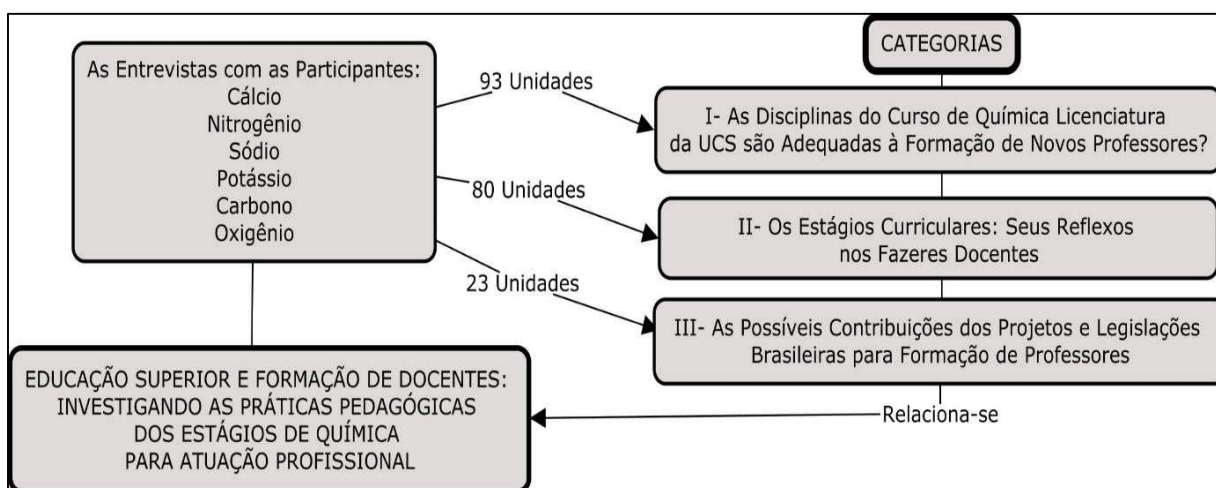 As Entrevistas com as Participantes:
Cálcio
Nitrogênio
Sódio
Potássio
Carbono
Oxigênio
93 Unidades
80 Unidades
23 Unidades
CATEGORIAS
I- As Disciplinas do Curso de Química Licenciatura
da UCS são Adequadas à Formação de Novos Professores?
II- Os Estágios Curriculares: Seus Reflexos
nos Fazeres Docentes
III- As Possíveis Contribuições dos Projetos e Legislações
Brasileiras para Formação de Professores
Relaciona-se
EDUCAÇÃO SUPERIOR E FORMAÇÃO DE DOCENTES:
INVESTIGANDO AS PRÁTICAS PEDAGÓGICAS
DOS ESTÁGIOS DE QUÍMICA
PARA ATUAÇÃO PROFISSIONAL